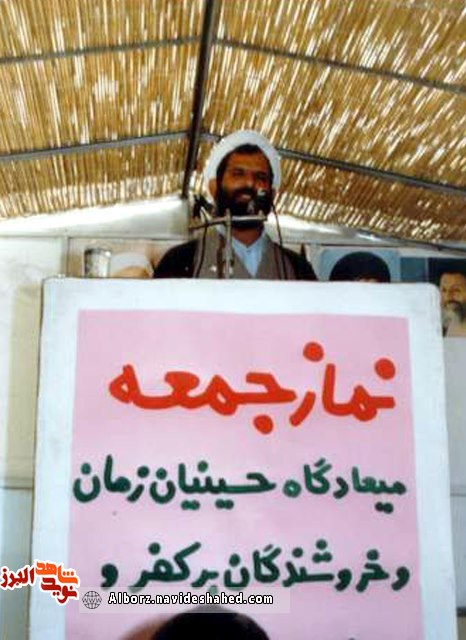 نماز جمعه
میعادگاه حسینیان زمان
و خروشندگان بر کفر و
شاهد
نوید
البرز
Alborz.navideshahed.com